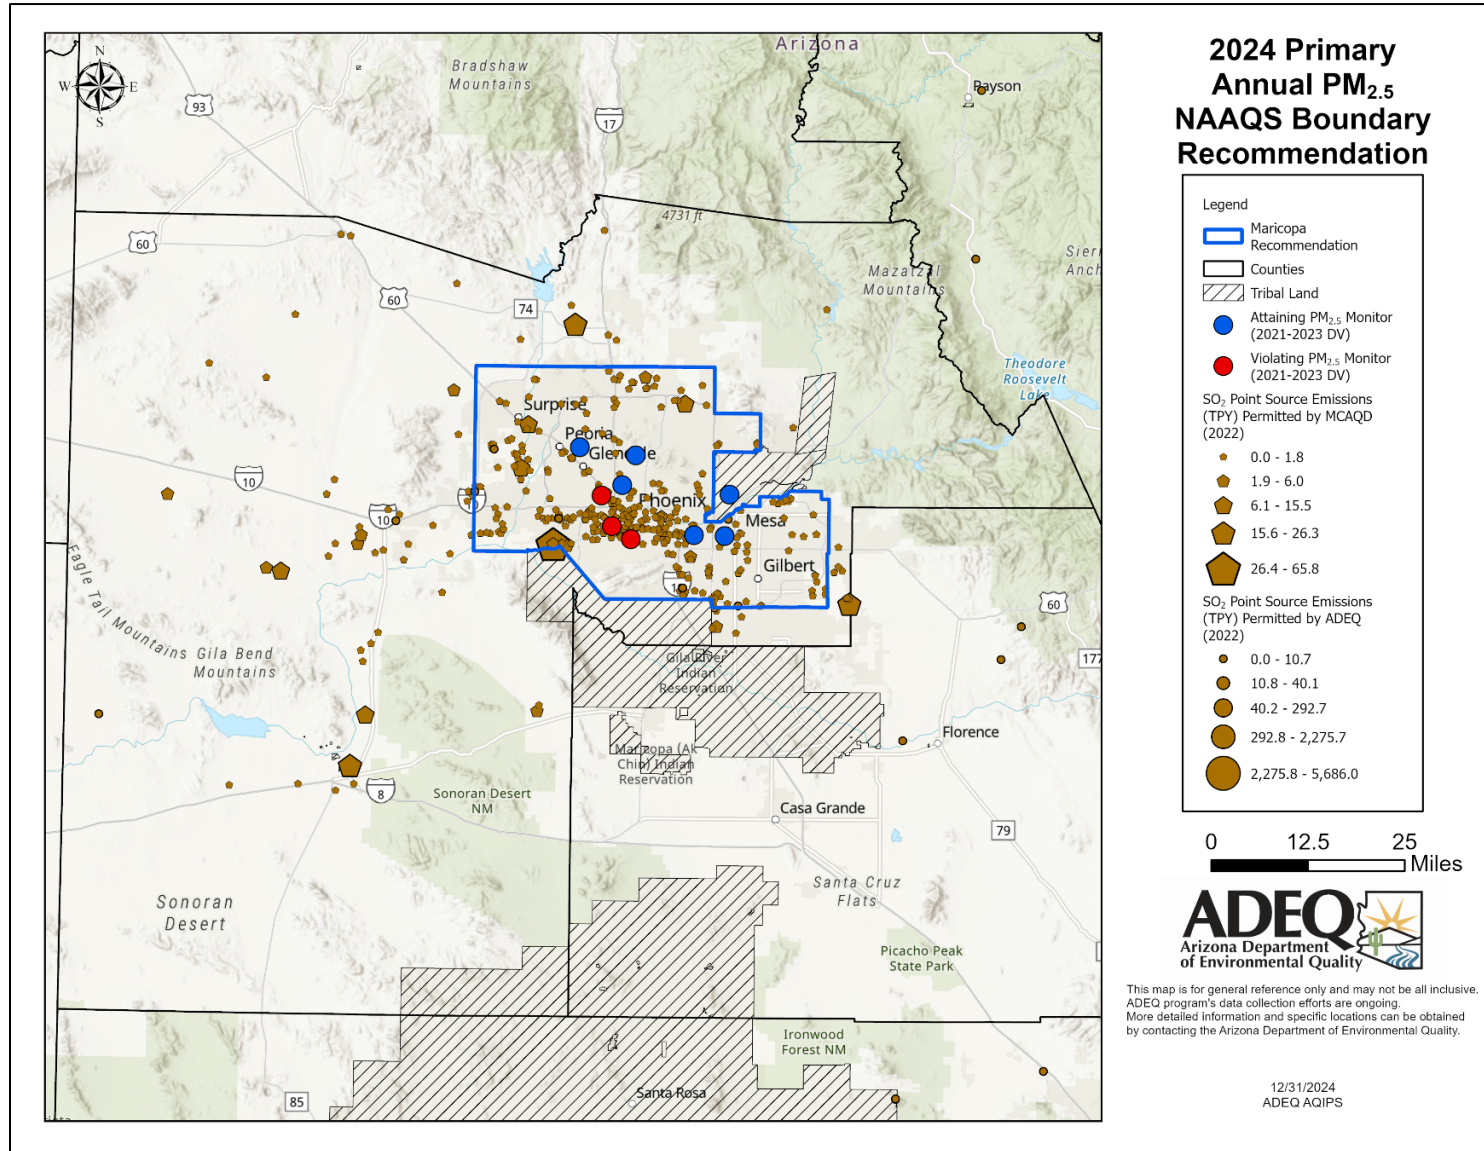 2024 Primary
Annual PM2.5
NAAQS Boundary
Recommendation
Legend
Maricopa
Recommendation
Counties
Tribal Land
Attaining PM2.5 Monitor
(2021-2023 DV)
Violating PM2.5 Monitor
(2021-2023 DV)
SO2 Point Source Emissions
(TPY) Permitted by MCAQD
(2022)
0.0 - 1.8
1.9 - 6.0
6.1 - 15.5
15.6 - 26.3
26.4 - 65.8
SO2 Point Source Emissions
(TPY) Permitted by ADEQ
(2022)
0.0 - 10.7
10.8 - 40.1
40.2 - 292.7
292.8 - 2,275.7
2,275.8 - 5,686.0
0 12.5 25
Miles
ADEQ
Arizona Department
of Environmental Quality
This map is for general reference only and may not be all inclusive.
ADEQ program's data collection efforts are ongoing.
More detailed information and specific locations can be obtained
by contacting the Arizona Department of Environmental Quality.
12/31/2024
ADEQ AQIPS
N
W E
S
Arizona
Bradshaw
Mountains
Payson
93
17
4731 ft
60
Mazatzal
Mountains
Sierr
Anch
60
74
Theodore
Roosevelt
Lake
Surprise
Peoria
Glendale
10
10
Phoenix
Mesa
Gilbert
Eagle Tail Mountains
Gila Bend
Mountains
60
177
Gila River
Indian
Reservation
Florence
Maricopa (Ak
Chin) Indian
Reservation
8
Sonoran Desert
NM
Casa Grande
79
Santa Cruz
Flats
Sonoran
Desert
Picacho Peak
State Park
Ironwood
Forest NM
Santa Rosa
85